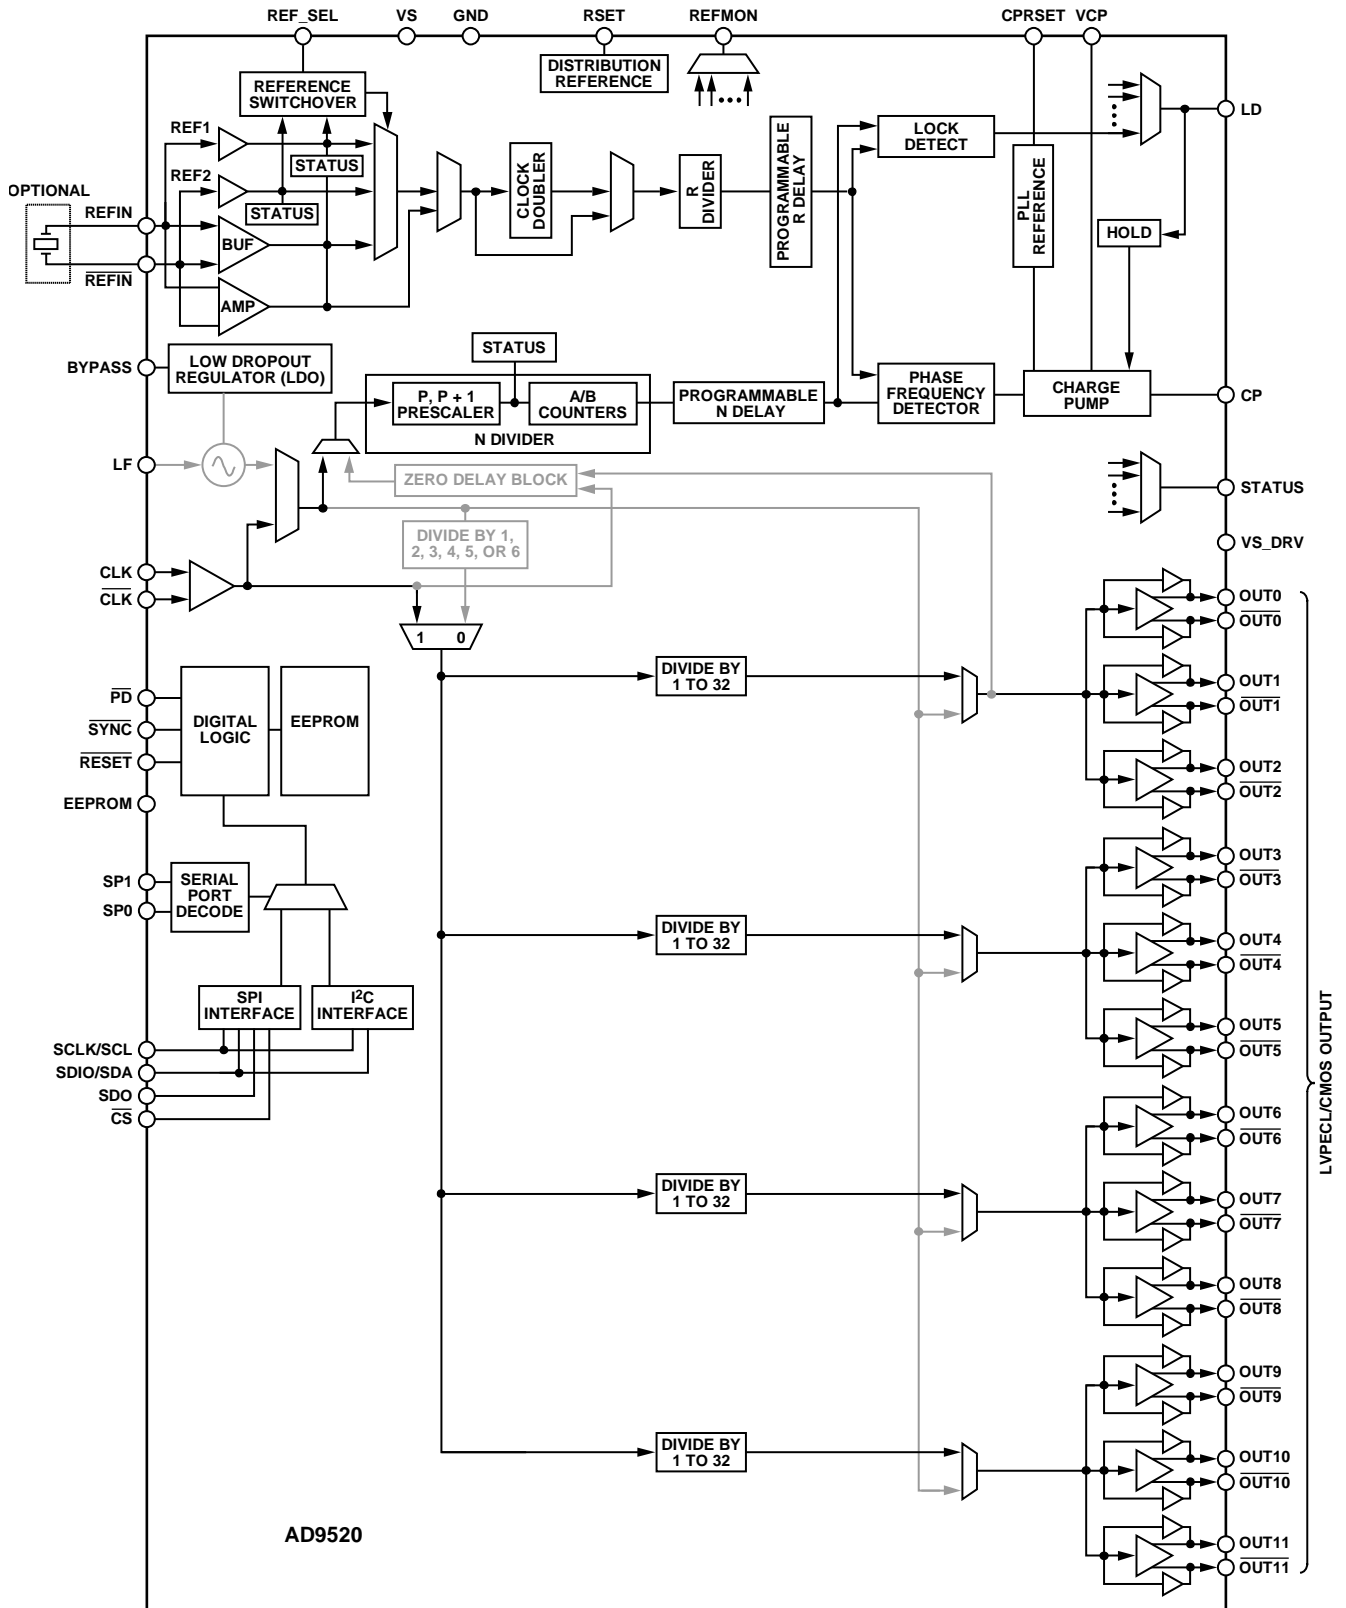 REF_SEL VS GND RSET REFMON CPRSET VCP
DISTRIBUTION
REFERENCE
REFERENCE
SWITCHOVER
LD
REF1
STATUS
REF2
STATUS
OPTIONAL
REFIN
REFIN
BUF
AMP
CLOCK
DOUBLER
R
DIVIDER
PROGRAMMABLE
R DELAY
LOCK
DETECT
PLL
REFERENCE
HOLD
BYPASS
LOW DROPOUT
REGULATOR (LDO)
STATUS
P, P + 1
PRESCALER
A/B
COUNTERS
N DIVIDER
PROGRAMMABLE
N DELAY
PHASE
FREQUENCY
DETECTOR
CHARGE
PUMP
CP
LF
ZERO DELAY BLOCK
STATUS
DIVIDE BY 1,
2, 3, 4, 5, OR 6
VS_DRV
CLK
CLK
1 0
OUT0
OUT0
DIVIDE BY
1 TO 32
OUT1
OUT1
PD
SYNC
RESET
DIGITAL
LOGIC
EEPROM
OUT2
OUT2
EEPROM
OUT3
OUT3
SP1
SP0
SERIAL
PORT
DECODE
DIVIDE BY
1 TO 32
OUT4
OUT4
SPI
INTERFACE
I²C
INTERFACE
OUT5
OUT5
SCLK/SCL
SDIO/SDA
SDO
CS
LVPECL/CMOS OUTPUT
OUT6
OUT6
DIVIDE BY
1 TO 32
OUT7
OUT7
OUT8
OUT8
OUT9
OUT9
DIVIDE BY
1 TO 32
OUT10
OUT10
AD9520
OUT11
OUT11